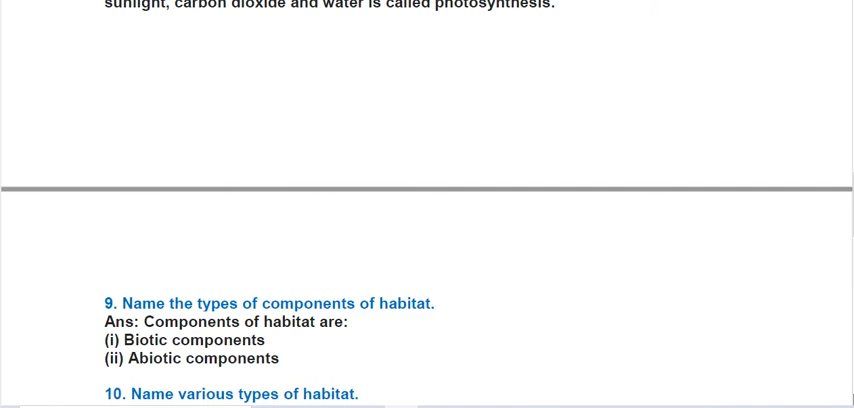 sunlight, carbon dioxide and water is called photosynthesis.
9. Name the types of components of habitat.
Ans: Components of habitat are:
(i) Biotic components
(ii) Abiotic components
10. Name various types of habitat.